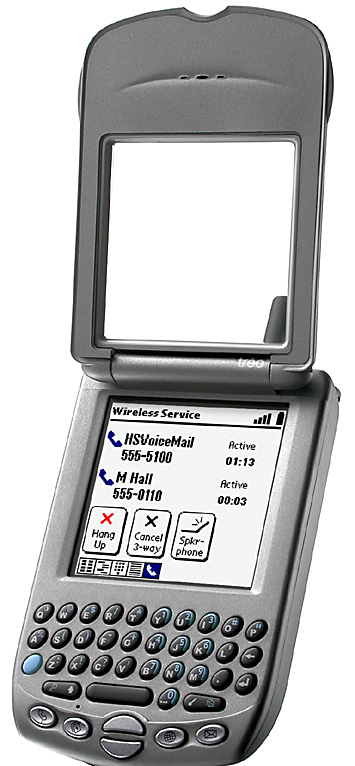 treo
Wireless Service
HSVoiceMail Active
555-5100 01:13
M Hall Active
555-0110 00:03
Hang Up
Cancel 3-way
Spkr-phone
Q W E R T Y U I O P
A S D F G H J K L
Z X C V B N M